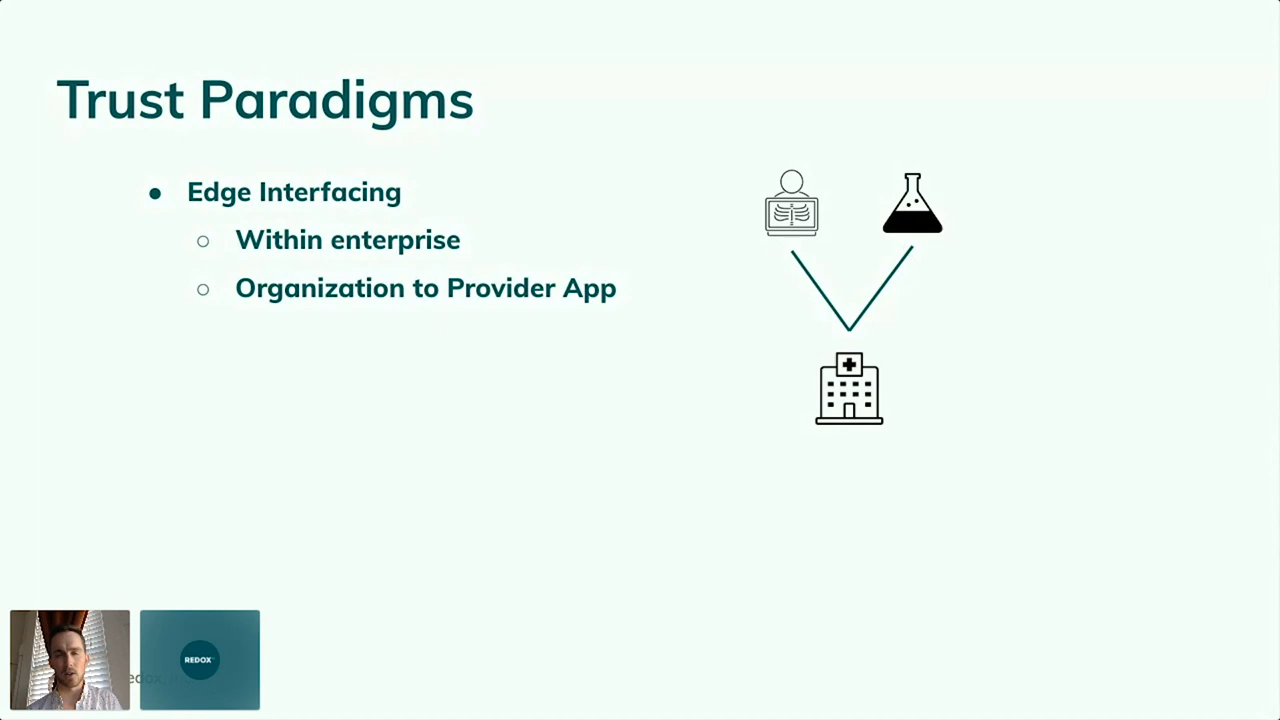 Trust Paradigms
● Edge Interfacing
○ Within enterprise
○ Organization to Provider App
REDOX